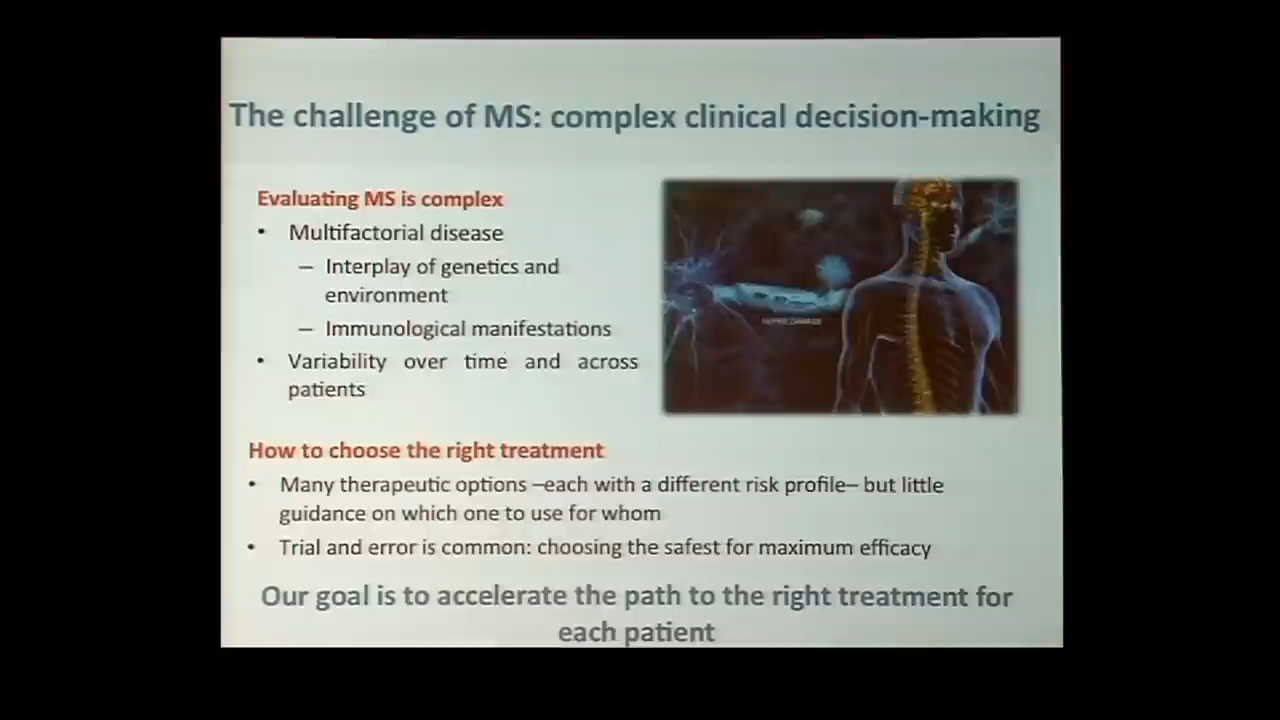 The challenge of MS: complex clinical decision-making
Evaluating MS is complex
• Multifactorial disease
– Interplay of genetics and
environment
– Immunological manifestations
• Variability over time and across
patients
How to choose the right treatment
• Many therapeutic options –each with a different risk profile– but little
guidance on which one to use for whom
• Trial and error is common: choosing the safest for maximum efficacy
Our goal is to accelerate the path to the right treatment for
each patient